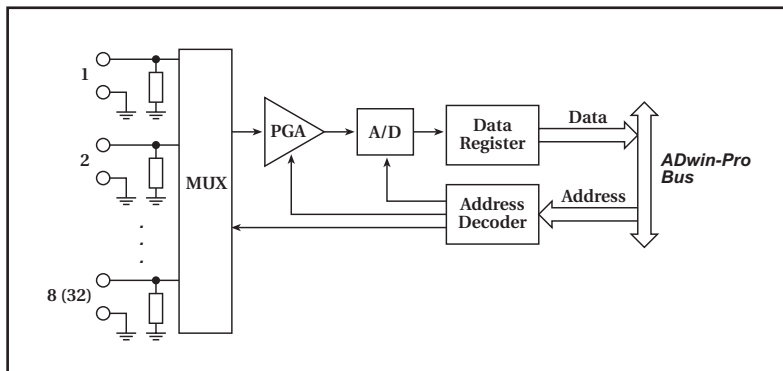 1
2
8 (32)
MUX
PGA
A/D
Data
Register
Data
Address
Decoder
Address
ADwin-Pro
Bus